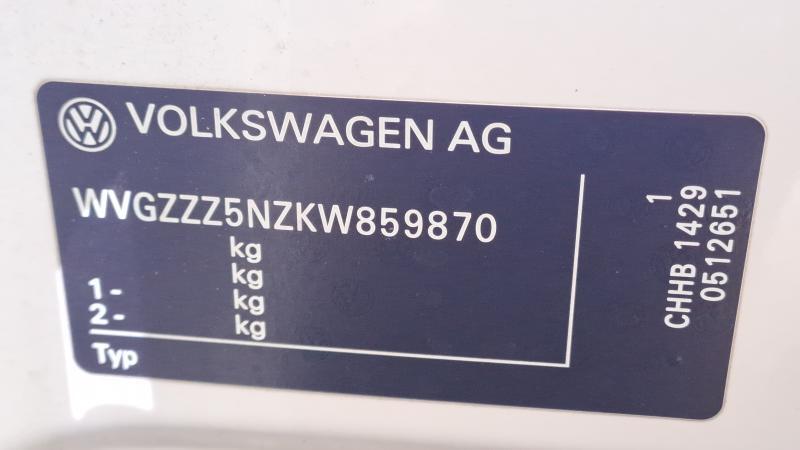 VOLKSWAGEN AG
WVGZZZ5NZKW859870
kg
kg
1- kg
2- kg
Typ
1
CHHB 1429
0512651